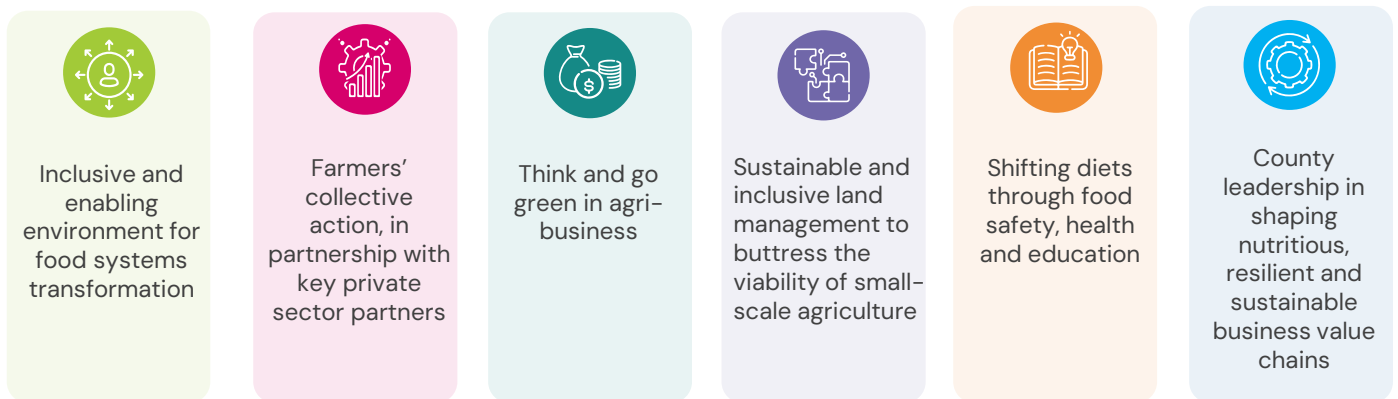 Inclusive and
enabling
environment for
food systems
transformation
Farmers’
collective
action, in
partnership with
key private
sector partners
Think and go
green in agri-
business
Sustainable and
inclusive land
management to
buttress the
viability of small-
scale agriculture
Shifting diets
through food
safety, health
and education
County
leadership in
shaping
nutritious,
resilient and
sustainable
business value
chains